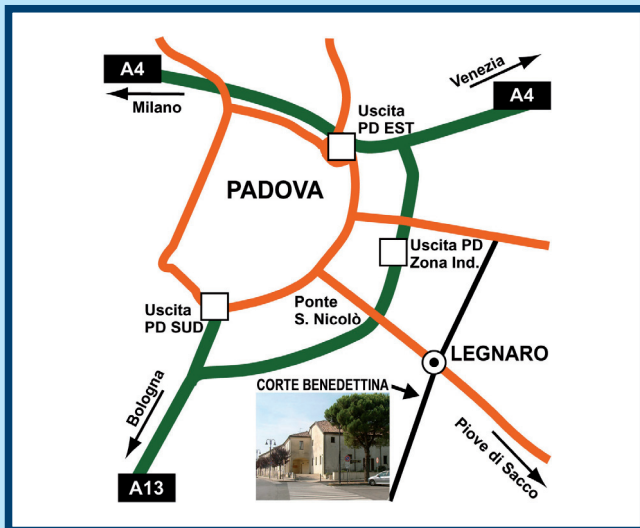 A4
Milano
Venezia
A4
Uscita
PD EST
PADOVA
Uscita PD
Zona Ind.
Uscita
PD SUD
Ponte
S. Nicolò
LEGNARO
CORTE BENEDETTINA
Bologna
Piove di Sacco
A13